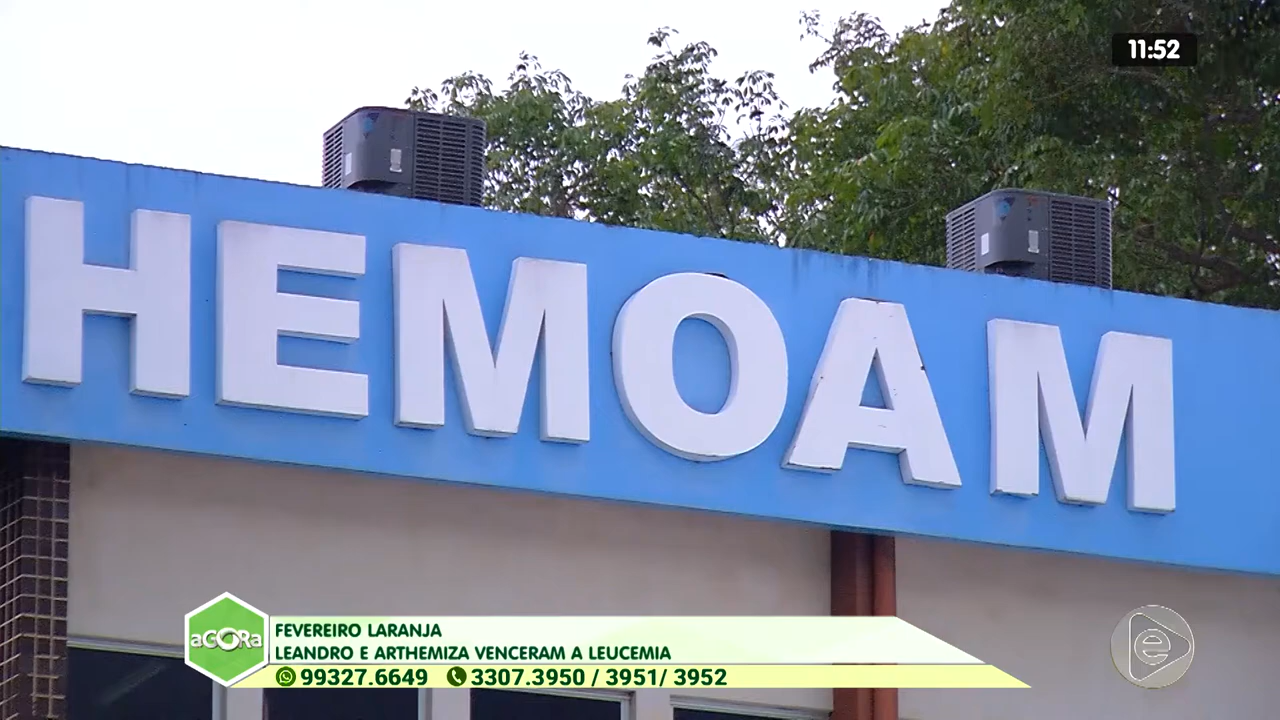 11:52
HEMOAM
aGORa
FEVEREIRO LARANJA
LEANDRO E ARTHEMIZA VENCERAM A LEUCEMIA
99327.6649 3307.3950 / 3951/ 3952
e